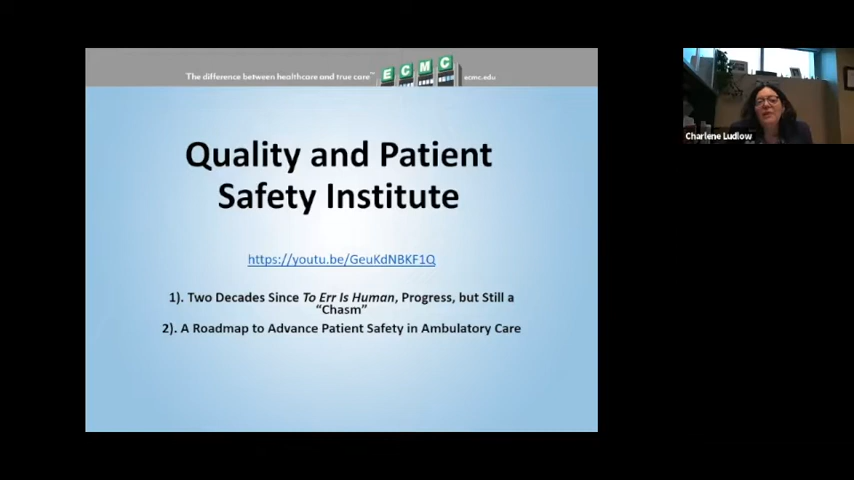 The difference between healthcare and true care™
ECMC
ecmc.edu
Quality and Patient
Safety Institute
https://youtu.be/GeuKdNBKF1Q
1). Two Decades Since To Err Is Human, Progress, but Still a
“Chasm”
2). A Roadmap to Advance Patient Safety in Ambulatory Care
Charlene Ludlow